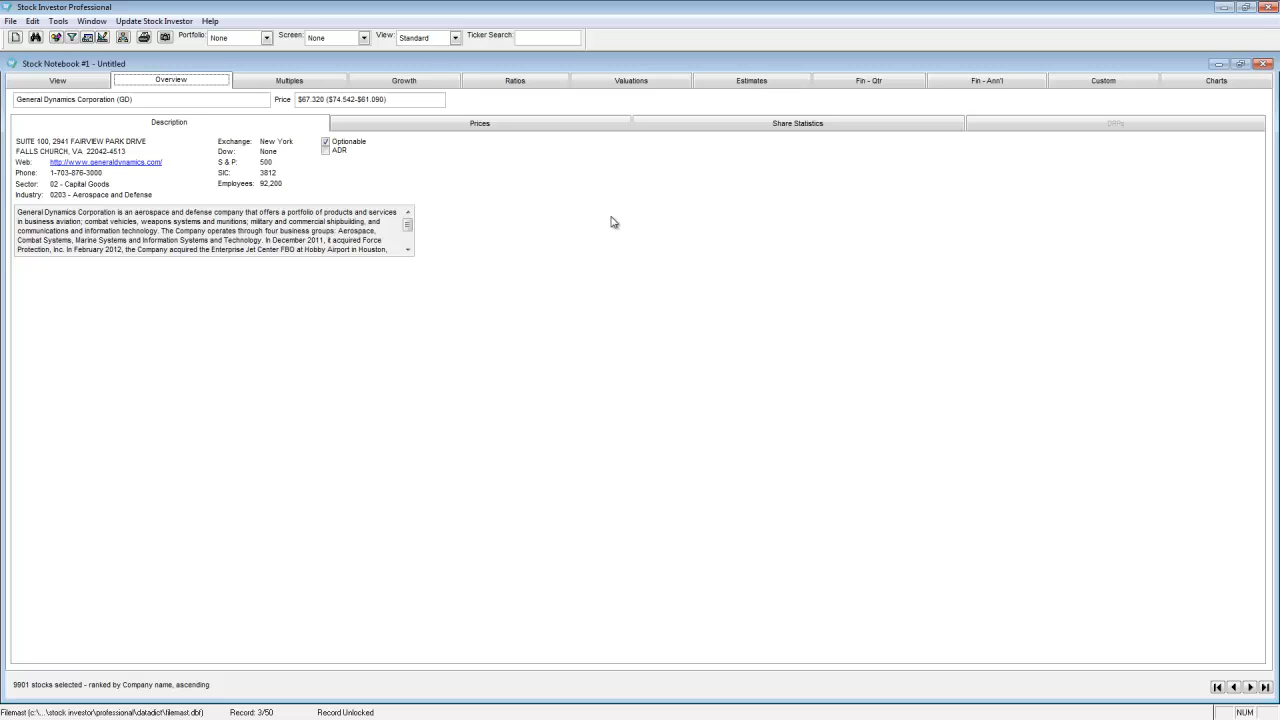 Stock Investor Professional
File Edit Tools Window Update Stock Investor Help
Portfolio: None Screen: None View: Standard Ticker Search:
Stock Notebook #1 - Untitled
View Overview Multiples Growth Ratios Valuations Estimates Fin - Qtr Fin - Ann'l Custom Charts
General Dynamics Corporation (GD) Price $67.320 ($74.542-$61.090)
Description Prices Share Statistics DRPs
SUITE 100, 2941 FAIRVIEW PARK DRIVE Exchange: New York Optionable
FALLS CHURCH, VA 22042-4513 Dow: None ADR
Web: http://www.generaldynamics.com/ S & P: 500
Phone: 1-703-876-3000 SIC: 3812
Sector: 02 - Capital Goods Employees: 92,200
Industry: 0203 - Aerospace and Defense
General Dynamics Corporation is an aerospace and defense company that offers a portfolio of products and services
in business aviation; combat vehicles, weapons systems and munitions; military and commercial shipbuilding, and
communications and information technology. The Company operates through four business groups: Aerospace,
Combat Systems, Marine Systems and Information Systems and Technology. In December 2011, it acquired Force
Protection, Inc. In February 2012, the Company acquired the Enterprise Jet Center FBO at Hobby Airport in Houston,
9901 stocks selected - ranked by Company name, ascending
Filemast (c:\...\stock investor\professional\datadict\filemast.dbf) Record: 3/50 Record Unlocked NUM